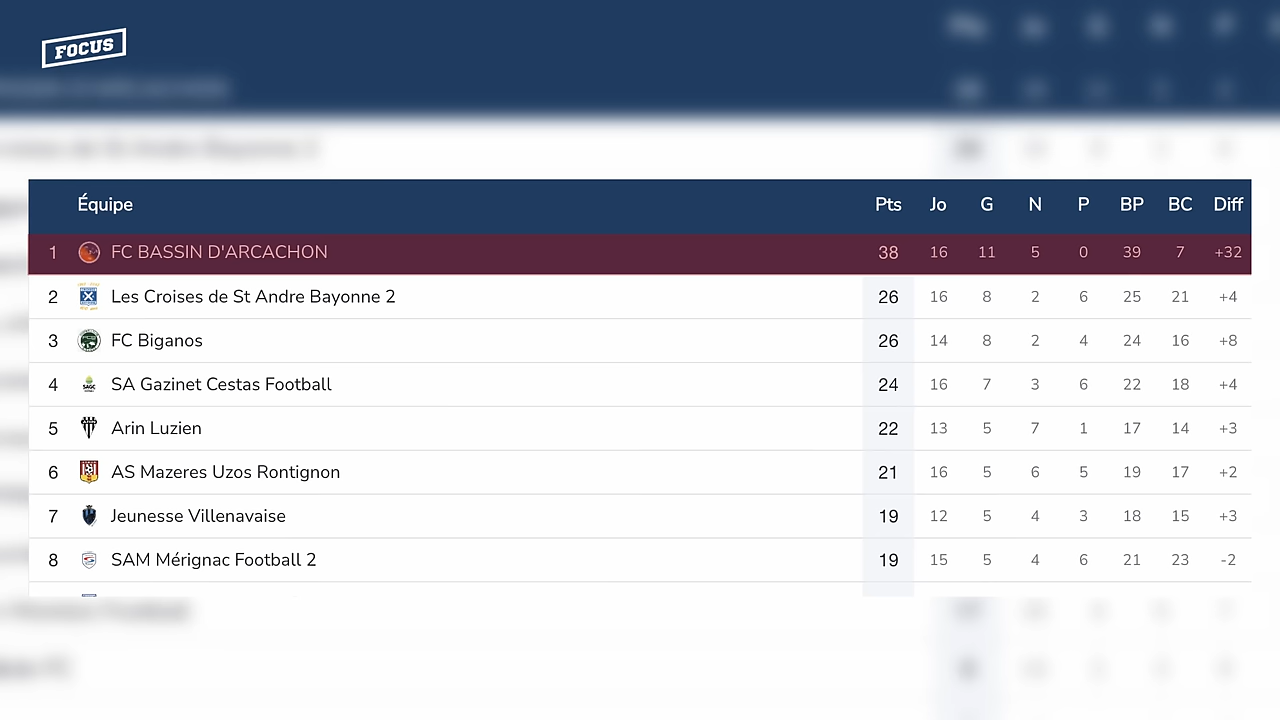 FOCUS
Équipe Pts Jo G N P BP BC Diff
1 FC BASSIN D'ARCACHON 38 16 11 5 0 39 7 +32
2 Les Croises de St Andre Bayonne 2 26 16 8 2 6 25 21 +4
3 FC Biganos 26 14 8 2 4 24 16 +8
4 SA Gazinet Cestas Football 24 16 7 3 6 22 18 +4
5 Arin Luzien 22 13 5 7 1 17 14 +3
6 AS Mazeres Uzos Rontignon 21 16 5 6 5 19 17 +2
7 Jeunesse Villenavaise 19 12 5 4 3 18 15 +3
8 SAM Mérignac Football 2 19 15 5 4 6 21 23 -2